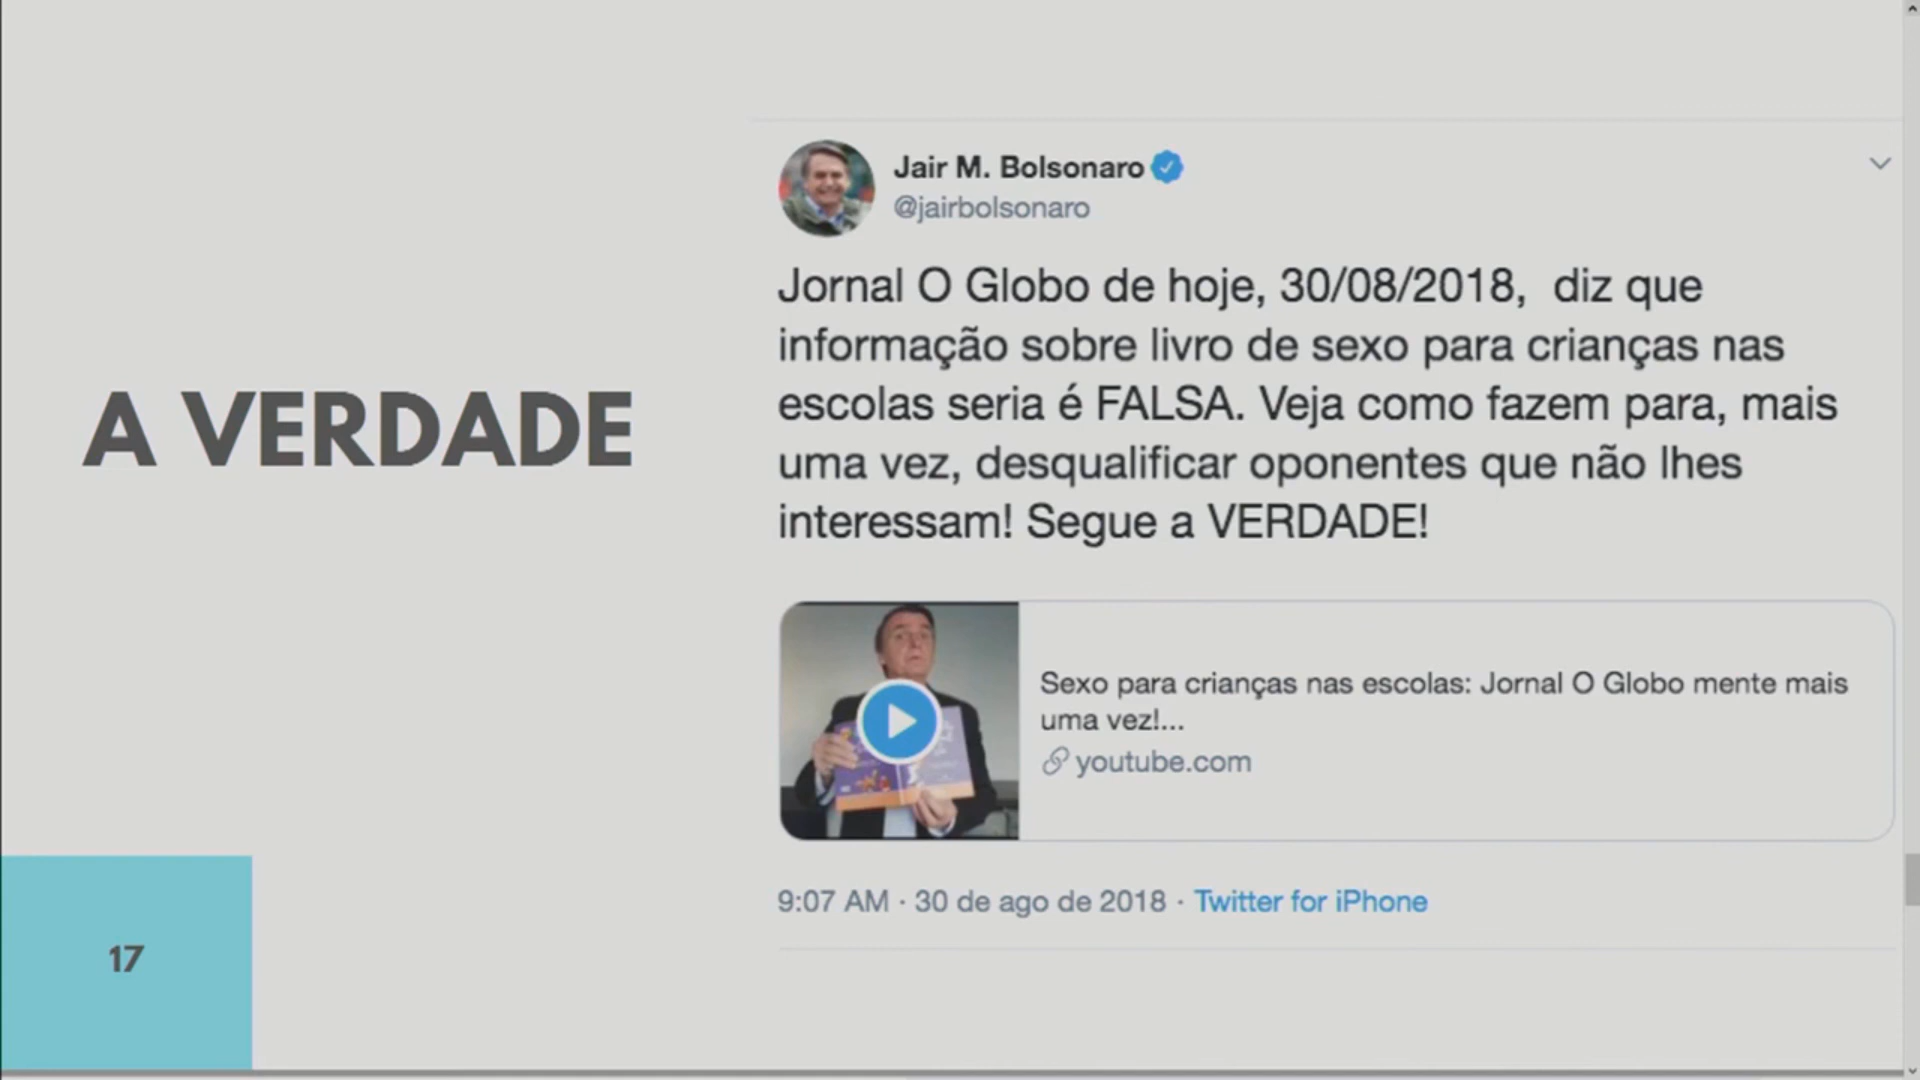 A VERDADE
17
Jair M. Bolsonaro
@jairbolsonaro
Jornal O Globo de hoje, 30/08/2018, diz que
informação sobre livro de sexo para crianças nas
escolas seria é FALSA. Veja como fazem para, mais
uma vez, desqualificar oponentes que não lhes
interessam! Segue a VERDADE!
Sexo para crianças nas escolas: Jornal O Globo mente mais
uma vez!...
youtube.com
9:07 AM · 30 de ago de 2018 · Twitter for iPhone